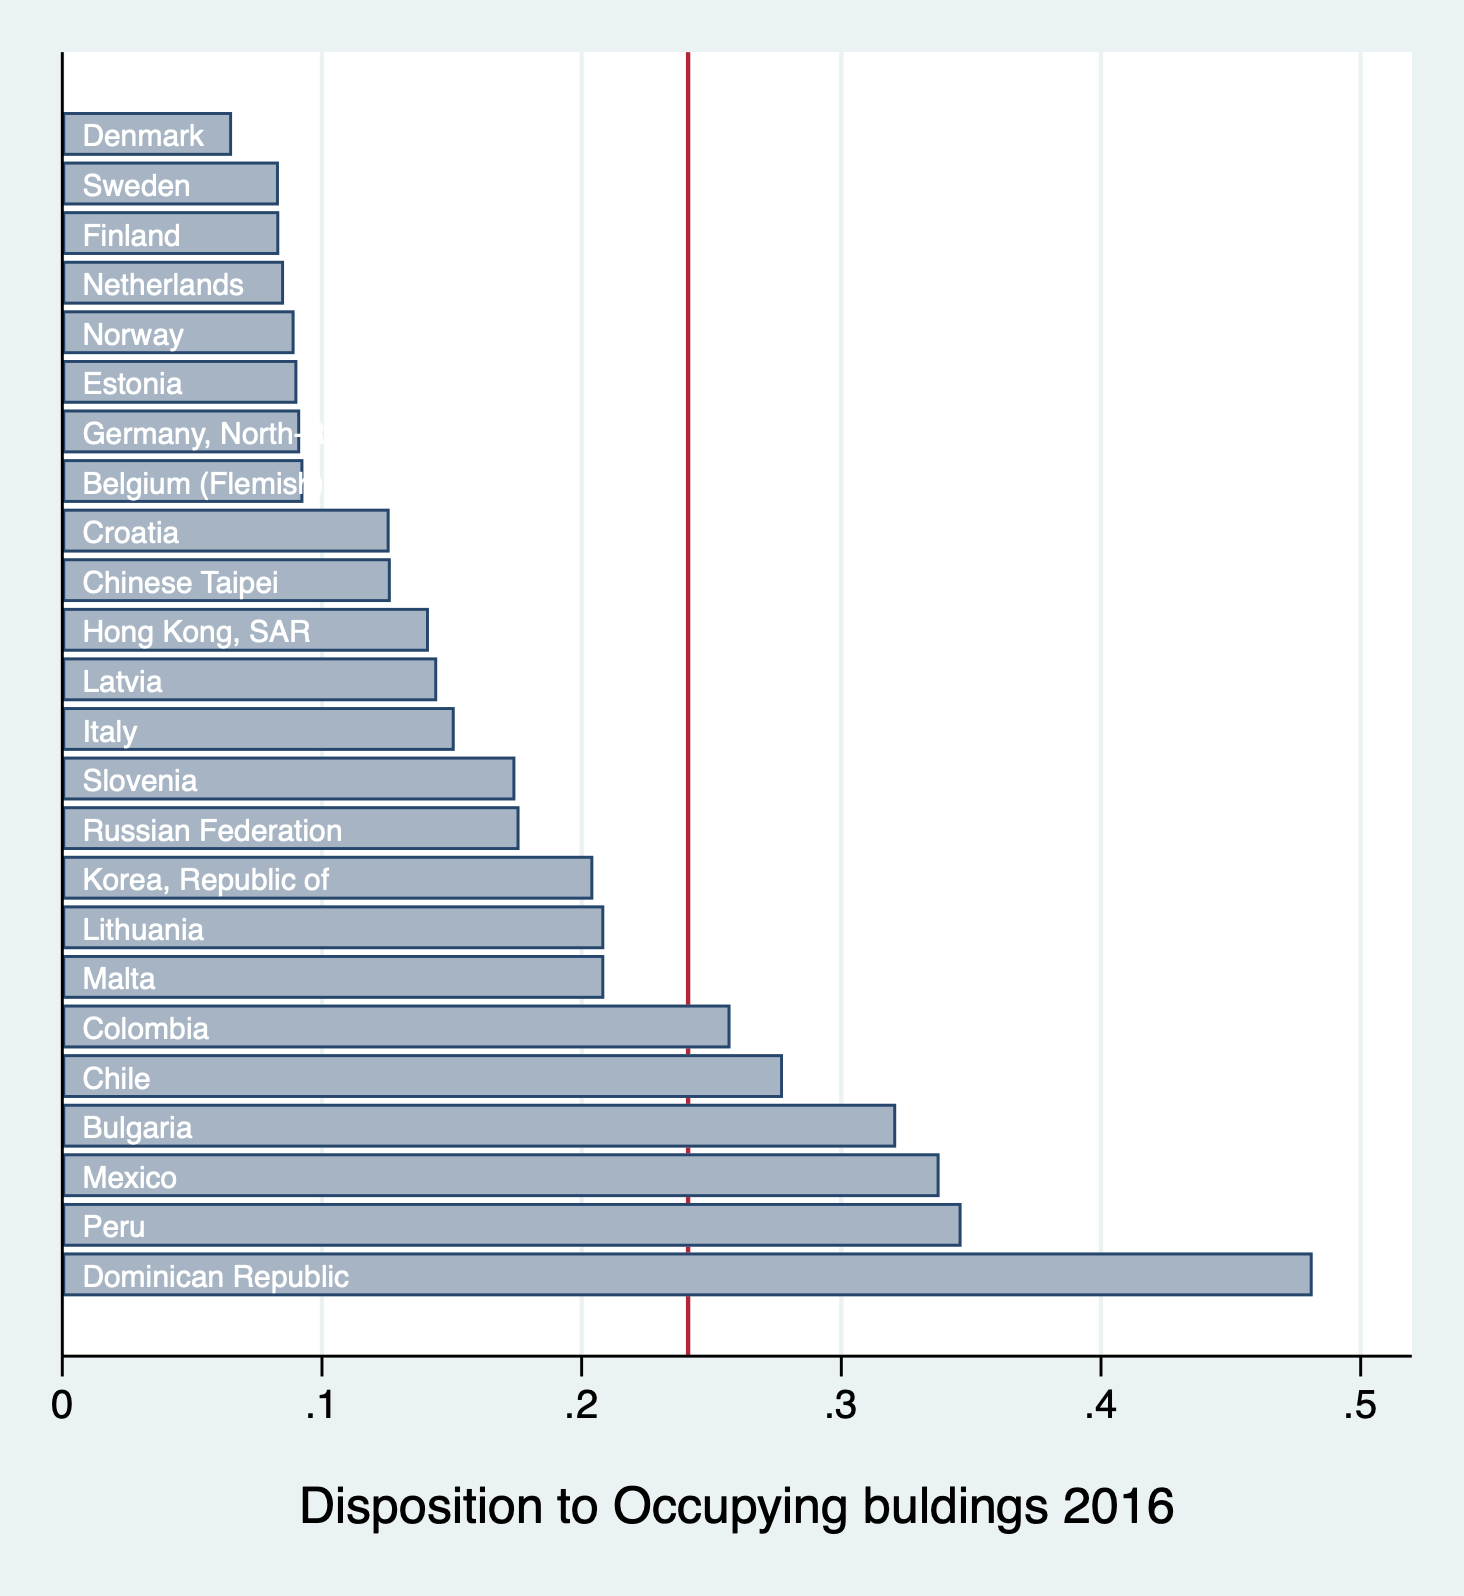 Denmark
Sweden
Finland
Netherlands
Norway
Estonia
Germany, North-
Belgium (Flemish)
Croatia
Chinese Taipei
Hong Kong, SAR
Latvia
Italy
Slovenia
Russian Federation
Korea, Republic of
Lithuania
Malta
Colombia
Chile
Bulgaria
Mexico
Peru
Dominican Republic
0 .1 .2 .3 .4 .5
Disposition to Occupying buldings 2016